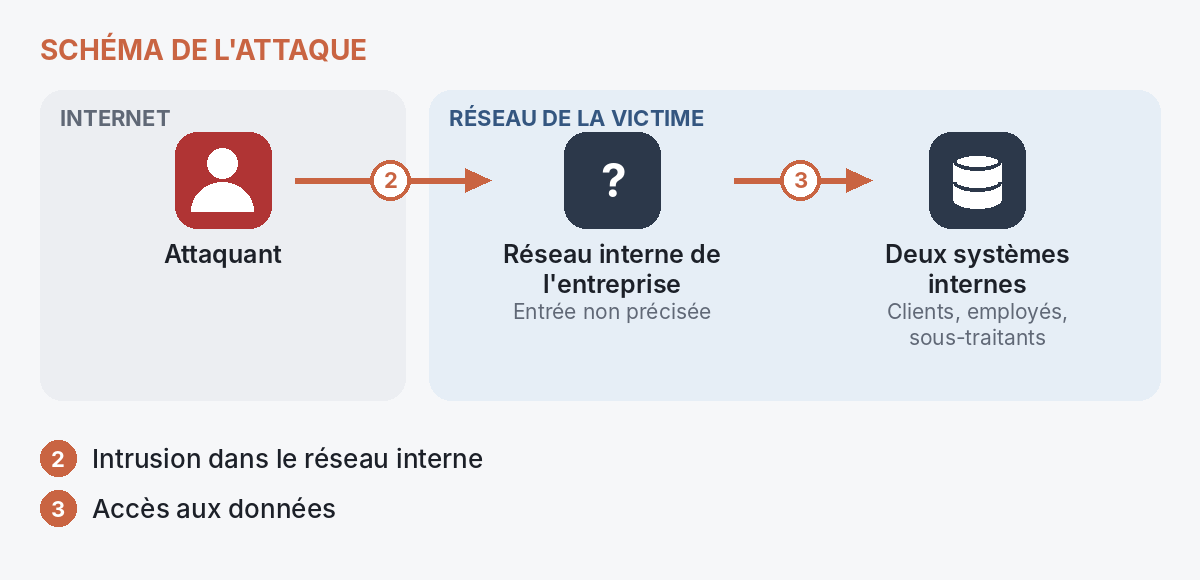 SCHÉMA DE L'ATTAQUE
INTERNET
RÉSEAU DE LA VICTIME
2
?
3
Attaquant
Réseau interne de
l'entreprise
Entrée non précisée
Deux systèmes
internes
Clients, employés,
sous-traitants
2 Intrusion dans le réseau interne
3 Accès aux données